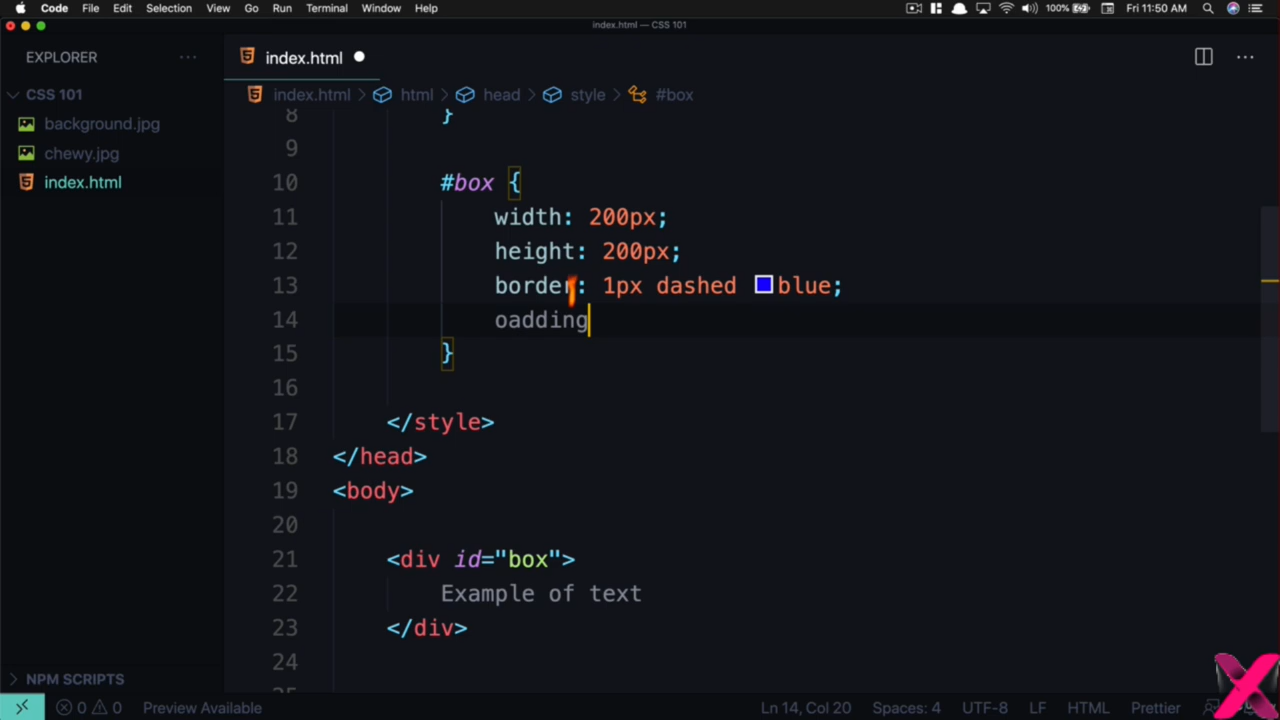 Code File Edit Selection View Go Run Terminal Window Help 100% Fri 11:50 AM
index.html — CSS 101
EXPLORER
index.html
CSS 101
index.html > html > head > style > #box
background.jpg
chewy.jpg
index.html
8 }
9
10 #box {
11 width: 200px;
12 height: 200px;
13 border: 1px dashed blue;
14 oadding
15 }
16
17 </style>
18 </head>
19 <body>
20
21 <div id="box">
22 Example of text
23 </div>
24
NPM SCRIPTS
0 0 Preview Available Ln 14, Col 20 Spaces: 4 UTF-8 LF HTML Prettier
X